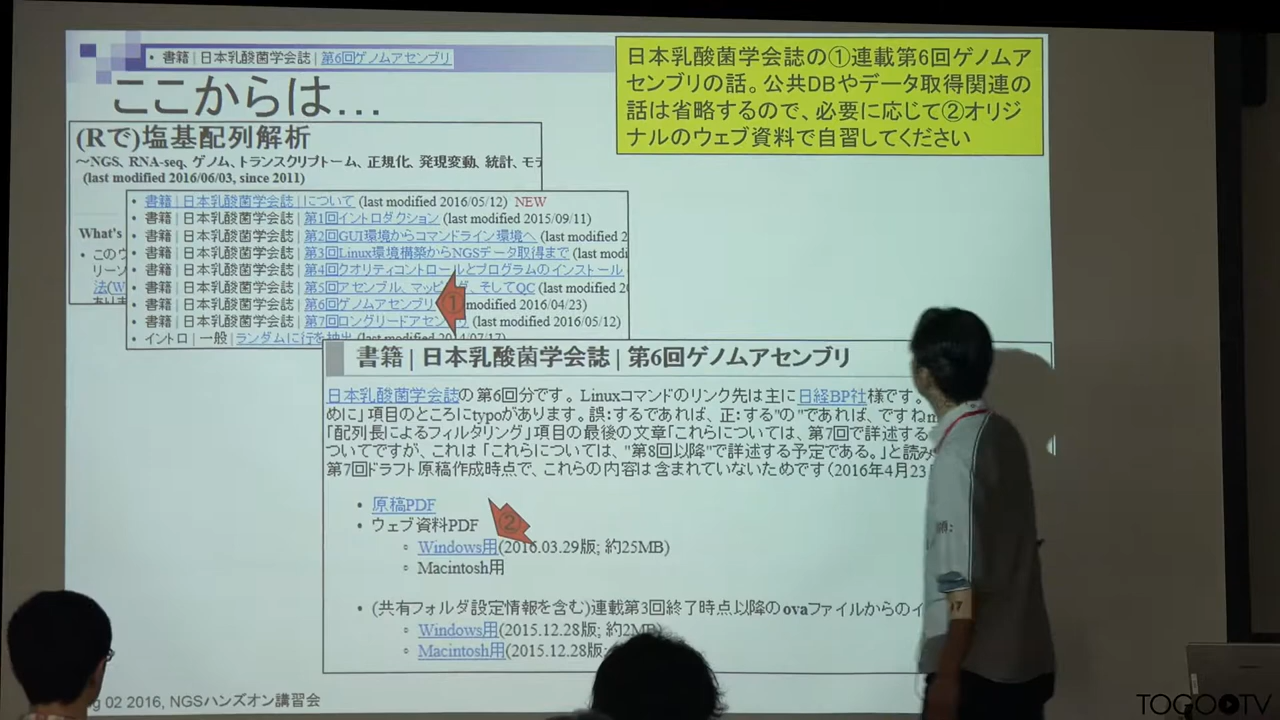 • 書籍 | 日本乳酸菌学会誌 | 第6回ゲノムアセンブリ
ここからは…
日本乳酸菌学会誌の①連載第6回ゲノムア
センブリの話。公共DBやデータ取得関連の
話は省略するので、必要に応じて②オリジ
ナルのウェブ資料で自習してください
(Rで)塩基配列解析
～NGS、RNA-seq、ゲノム、トランスクリプトーム、正規化、発現変動、統計、モデ
(last modified 2016/06/03, since 2011)
What's
• このウ
リーソ
法(W
• 書籍 | 日本乳酸菌学会誌 | について (last modified 2016/05/12) NEW
• 書籍 | 日本乳酸菌学会誌 | 第1回イントロダクション (last modified 2015/09/11)
• 書籍 | 日本乳酸菌学会誌 | 第2回GUI環境からコマンドライン環境へ (last modified 2
• 書籍 | 日本乳酸菌学会誌 | 第3回Linux環境構築からNGSデータ取得まで (last modi
• 書籍 | 日本乳酸菌学会誌 | 第4回クオリティコントロールとプログラムのインストール
• 書籍 | 日本乳酸菌学会誌 | 第5回アセンブル、マッピ グ、そしてQC (last modified 20
• 書籍 | 日本乳酸菌学会誌 | 第6回ゲノムアセンブリ ① modified 2016/04/23)
• 書籍 | 日本乳酸菌学会誌 | 第7回ロングリードアセン (last modified 2016/05/12)
• イントロ | 一般 | ランダムに行を抽出
書籍 | 日本乳酸菌学会誌 | 第6回ゲノムアセンブリ
日本乳酸菌学会誌の第6回分です。Linuxコマンドのリンク先は主に日経BP社様です。
めに」項目のところにtypoがあります。誤:するであれば、正:する"の"であれば、ですねm
「配列長によるフィルタリング」項目の最後の文章「これらについては、第7回で詳述する
ついてですが、これは「これらについては、"第8回以降"で詳述する予定である。」と読み
第7回ドラフト原稿作成時点で、これらの内容は含まれていないためです(2016年4月23
• 原稿PDF
• ウェブ資料PDF
②
◦ Windows用(2016.03.29版; 約25MB)
◦ Macintosh用
• (共有フォルダ設定情報を含む)連載第3回終了時点以降のovaファイルからのイ
◦ Windows用(2015.12.28版; 約2MB)
◦ Macintosh用(2015.12.28版;
g 02 2016, NGSハンズオン講習会
TOGOTV